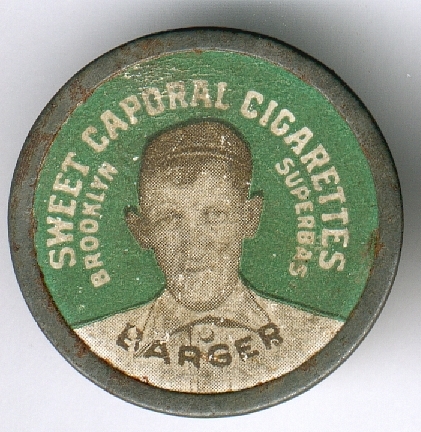 SWEET CAPORAL CIGARETTES
BROOKLYN
SUPERBAS
BARGER